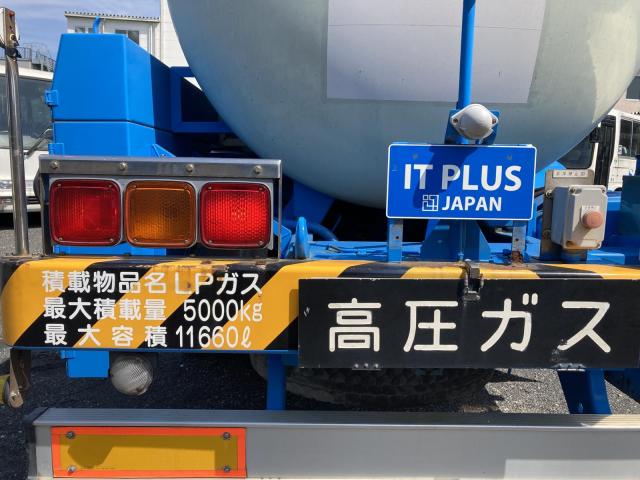 IT PLUS
JAPAN
積載物品名 LPガス
最大積載量 5000kg
最大容積 11660ℓ
高圧ガス